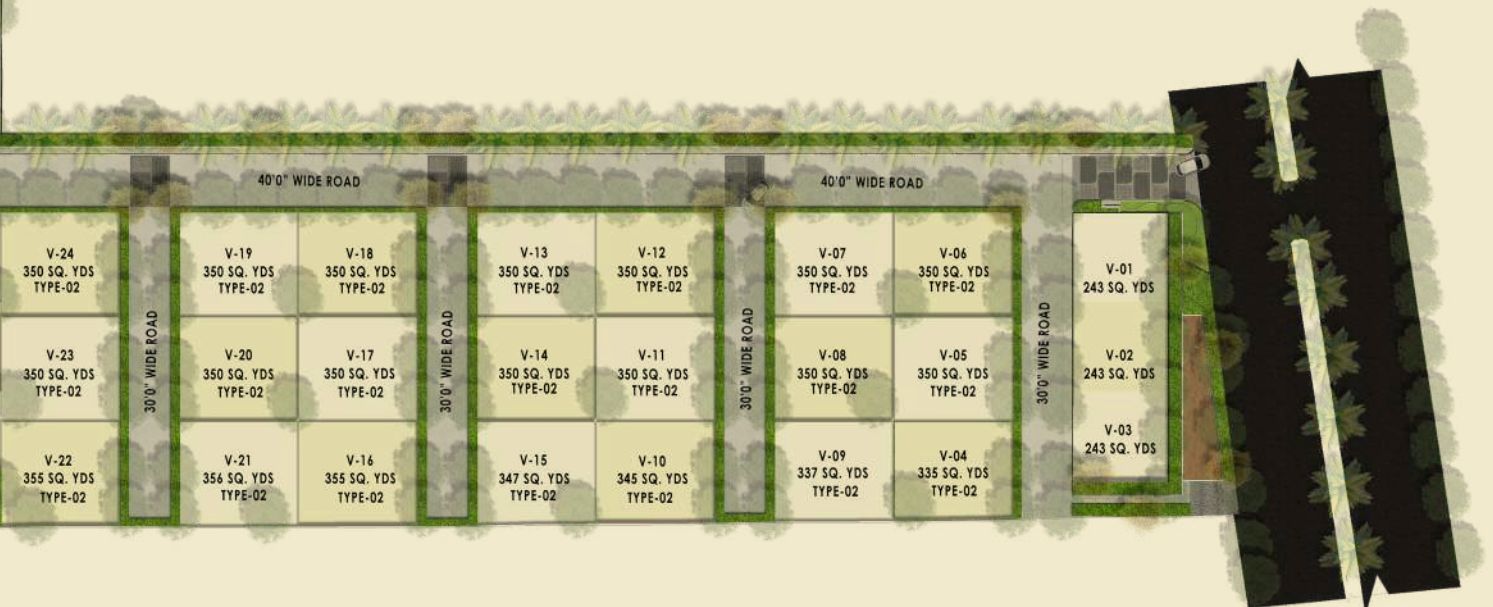 40'0" WIDE ROAD
40'0" WIDE ROAD
V-24
350 SQ. YDS
TYPE-02
V-19
350 SQ. YDS
TYPE-02
V-18
350 SQ. YDS
TYPE-02
V-13
350 SQ. YDS
TYPE-02
V-12
350 SQ. YDS
TYPE-02
V-07
350 SQ. YDS
TYPE-02
V-06
350 SQ. YDS
TYPE-02
V-01
243 SQ. YDS
V-23
350 SQ. YDS
TYPE-02
30'0" WIDE ROAD
V-20
350 SQ. YDS
TYPE-02
V-17
350 SQ. YDS
TYPE-02
30'0" WIDE ROAD
V-14
350 SQ. YDS
TYPE-02
V-11
350 SQ. YDS
TYPE-02
30'0" WIDE ROAD
V-08
350 SQ. YDS
TYPE-02
V-05
350 SQ. YDS
TYPE-02
30'0" WIDE ROAD
V-02
243 SQ. YDS
V-03
243 SQ. YDS
V-22
355 SQ. YDS
TYPE-02
V-21
356 SQ. YDS
TYPE-02
V-16
355 SQ. YDS
TYPE-02
V-15
347 SQ. YDS
TYPE-02
V-10
345 SQ. YDS
TYPE-02
V-09
337 SQ. YDS
TYPE-02
V-04
335 SQ. YDS
TYPE-02